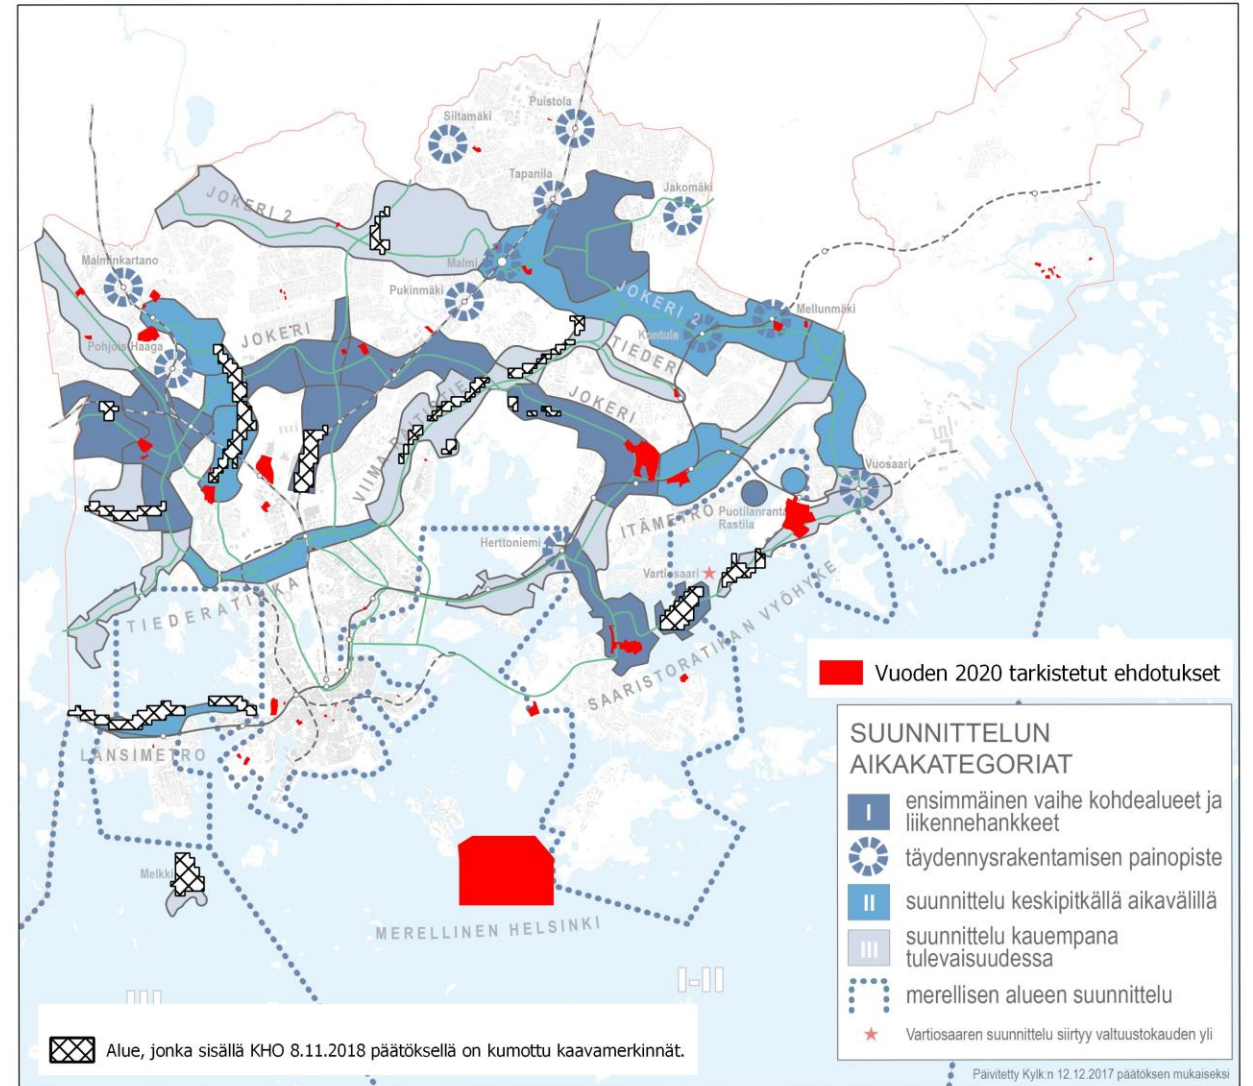 Puistola
Siltamäki
Tapanila
Jakomäki
JOKERI 2
Malminkartano
Malmi
Pukinmäki
JOKERI 2
Mellunmäki
JOKERI
Kontula
Pohjois-Haaga
TIEDER
JOKERI
VIIMA
RATISTIE
Vuosaari
ITÄMETRO
Puotilanranta
Rastila
Herttoniemi
Vartiosaari
TIEDERATIKKA
SAARISTORATIKAN VYÖHYKE
LÄNSIMETRO
Melkki
MERELLINEN HELSINKI
III
I-II
Vuoden 2020 tarkistetut ehdotukset
SUUNNITTELUN
AIKAKATEGORIAT
I ensimmäinen vaihe kohdealueet ja
liikennehankkeet
täydennysrakentamisen painopiste
II suunnittelu keskipitkällä aikavälillä
III suunnittelu kauempana
tulevaisuudessa
merellisen alueen suunnittelu
Vartiosaaren suunnittelu siirtyy valtuustokauden yli
Alue, jonka sisällä KHO 8.11.2018 päätöksellä on kumottu kaavamerkinnät.
Päivitetty Kylk:n 12.12.2017 päätöksen mukaiseksi